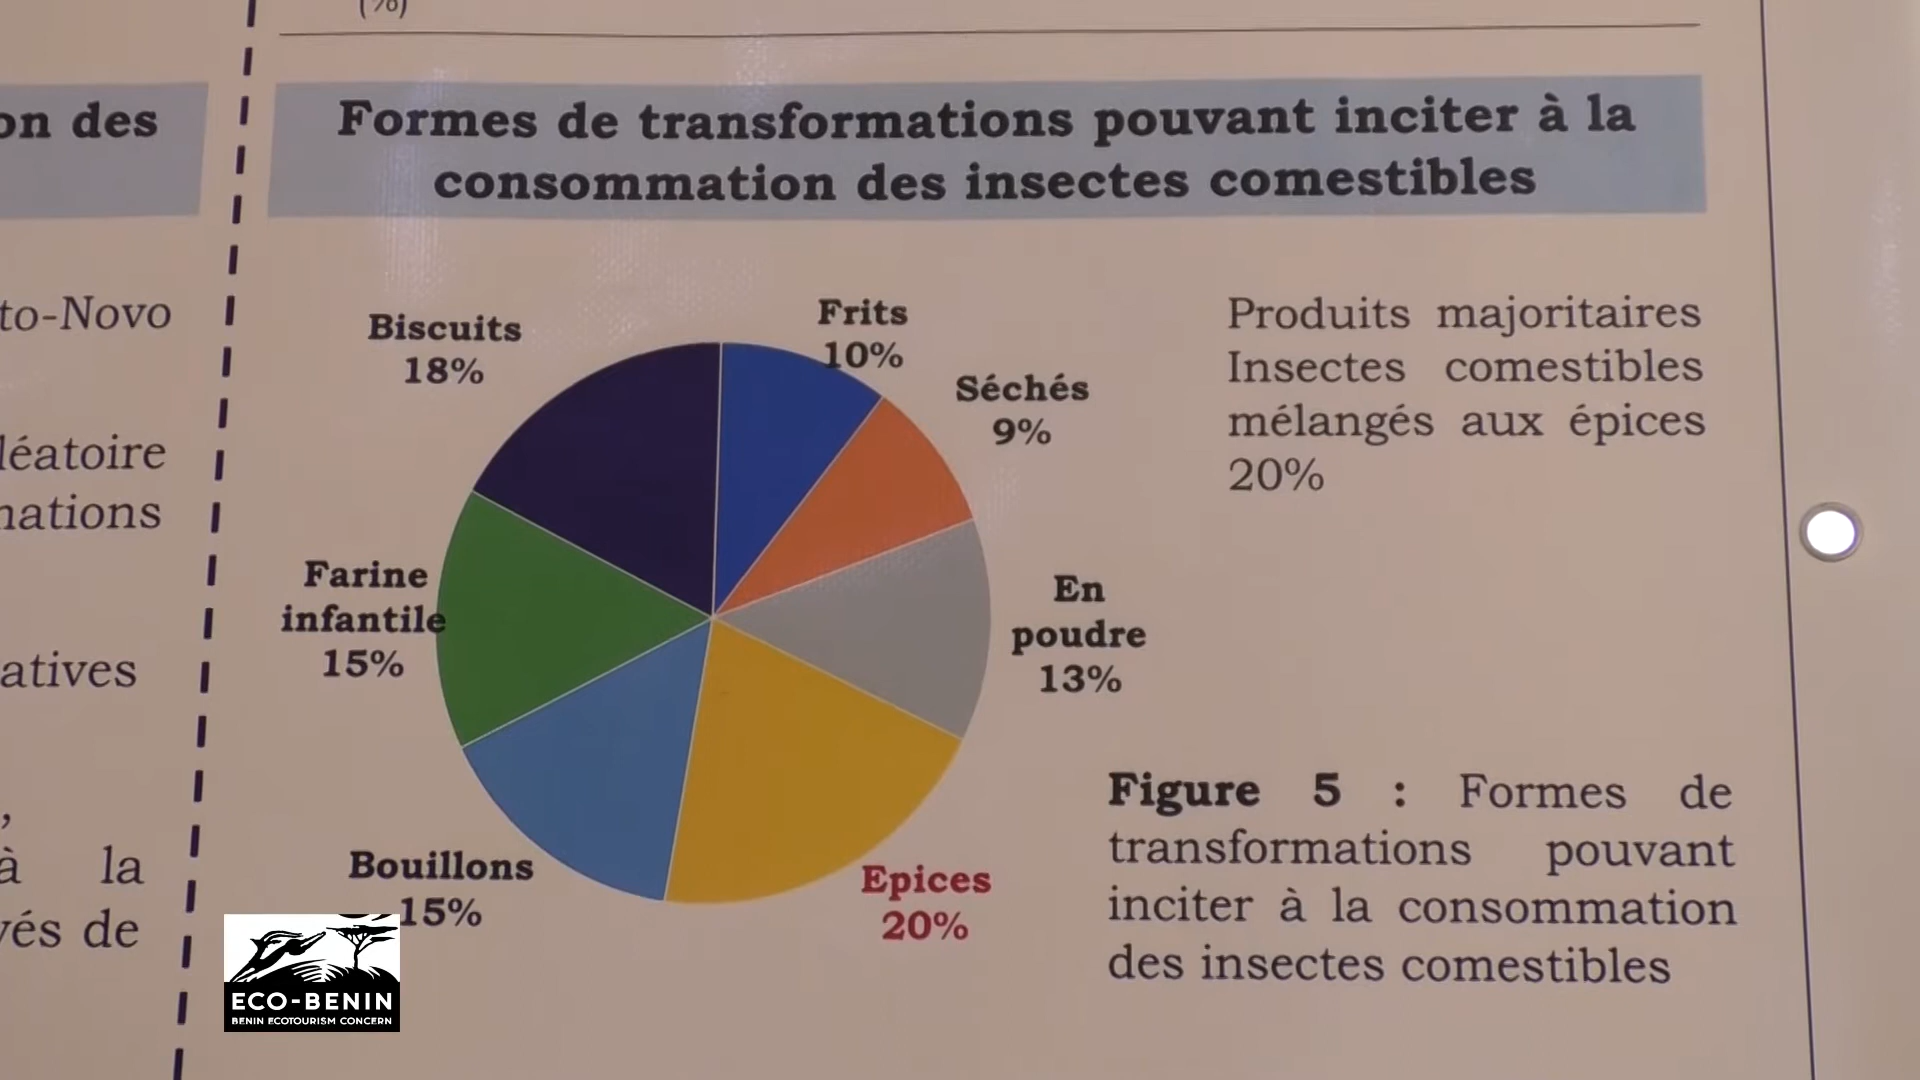 (%)
on des
to-Novo
léatoire
atives
,
à la
és de
Formes de transformations pouvant inciter à la
consommation des insectes comestibles
Frits
10%
Séchés
9%
En
poudre
13%
Epices
20%
Bouillons
15%
Farine
infantile
15%
Biscuits
18%
Produits majoritaires
Insectes comestibles
mélangés aux épices
20%
Figure 5 : Formes de
transformations pouvant
inciter à la consommation
des insectes comestibles
ECO-BENIN
BENIN ECOTOURISM CONCERN